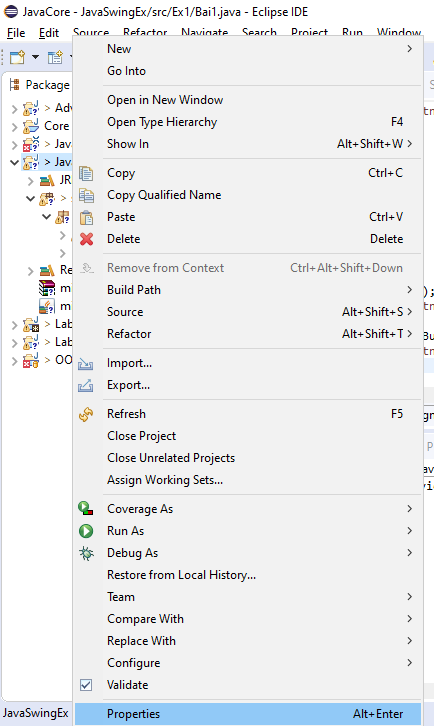 JavaCore - JavaSwingEx/src/Ex1/Bai1.java - Eclipse IDE
File Edit Source Refactor Navigate Search Project Run Window
Package
> Adv
Core
> Java
> Java
JR
> s
Re
m
m
> Lab
> Lab
> OO
New
Go Into
Open in New Window
Open Type Hierarchy F4
Show In Alt+Shift+W >
Copy Ctrl+C
Copy Qualified Name
Paste Ctrl+V
Delete Delete
Remove from Context Ctrl+Alt+Shift+Down
Build Path
Source Alt+Shift+S >
Refactor Alt+Shift+T >
Import...
Export...
Refresh F5
Close Project
Close Unrelated Projects
Assign Working Sets...
Coverage As
Run As
Debug As
Restore from Local History...
Team
Compare With
Replace With
Configure
Validate
Properties Alt+Enter
JavaSwingEx